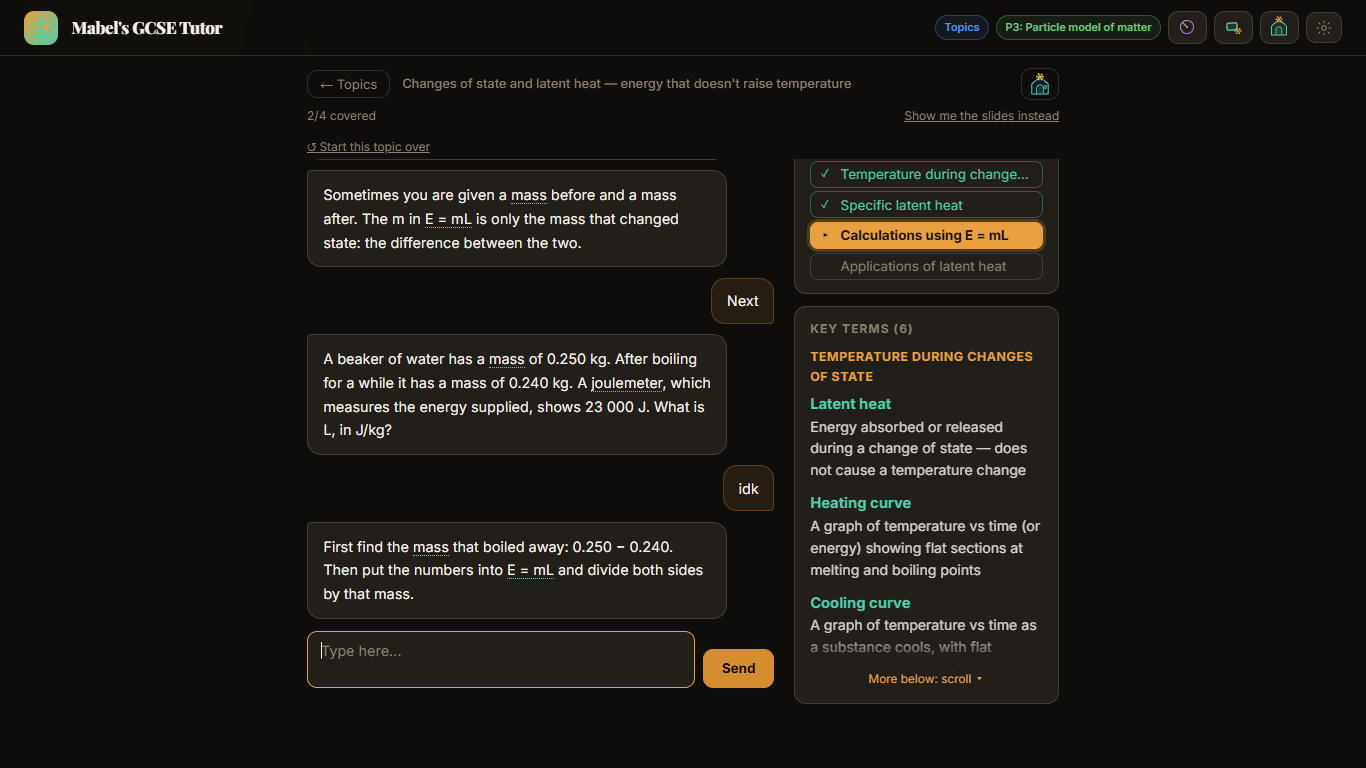 Mabel's GCSE Tutor
Topics
P3: Particle model of matter
← Topics
Changes of state and latent heat — energy that doesn't raise temperature
2/4 covered
Show me the slides instead
↺ Start this topic over
Sometimes you are given a mass before and a mass
after. The m in E = mL is only the mass that changed
state: the difference between the two.
Next
A beaker of water has a mass of 0.250 kg. After boiling
for a while it has a mass of 0.240 kg. A joulemeter, which
measures the energy supplied, shows 23 000 J. What is
L, in J/kg?
idk
First find the mass that boiled away: 0.250 − 0.240.
Then put the numbers into E = mL and divide both sides
by that mass.
Type here...
Send
✓ Temperature during change...
✓ Specific latent heat
‣ Calculations using E = mL
Applications of latent heat
KEY TERMS (6)
TEMPERATURE DURING CHANGES
OF STATE
Latent heat
Energy absorbed or released
during a change of state — does
not cause a temperature change
Heating curve
A graph of temperature vs time (or
energy) showing flat sections at
melting and boiling points
Cooling curve
A graph of temperature vs time as
a substance cools, with flat
More below: scroll ▾